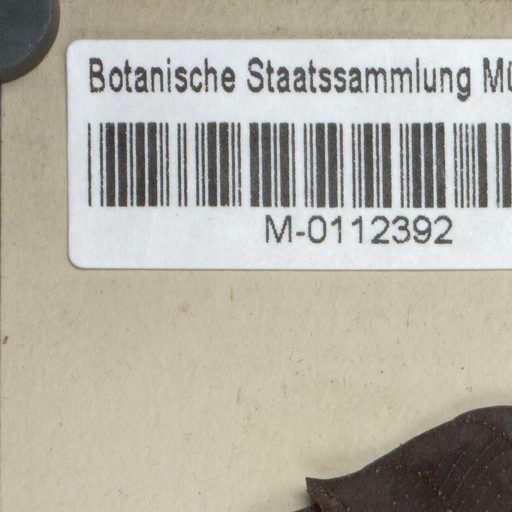 Botanische Staatssammlung Mü
M-0112392